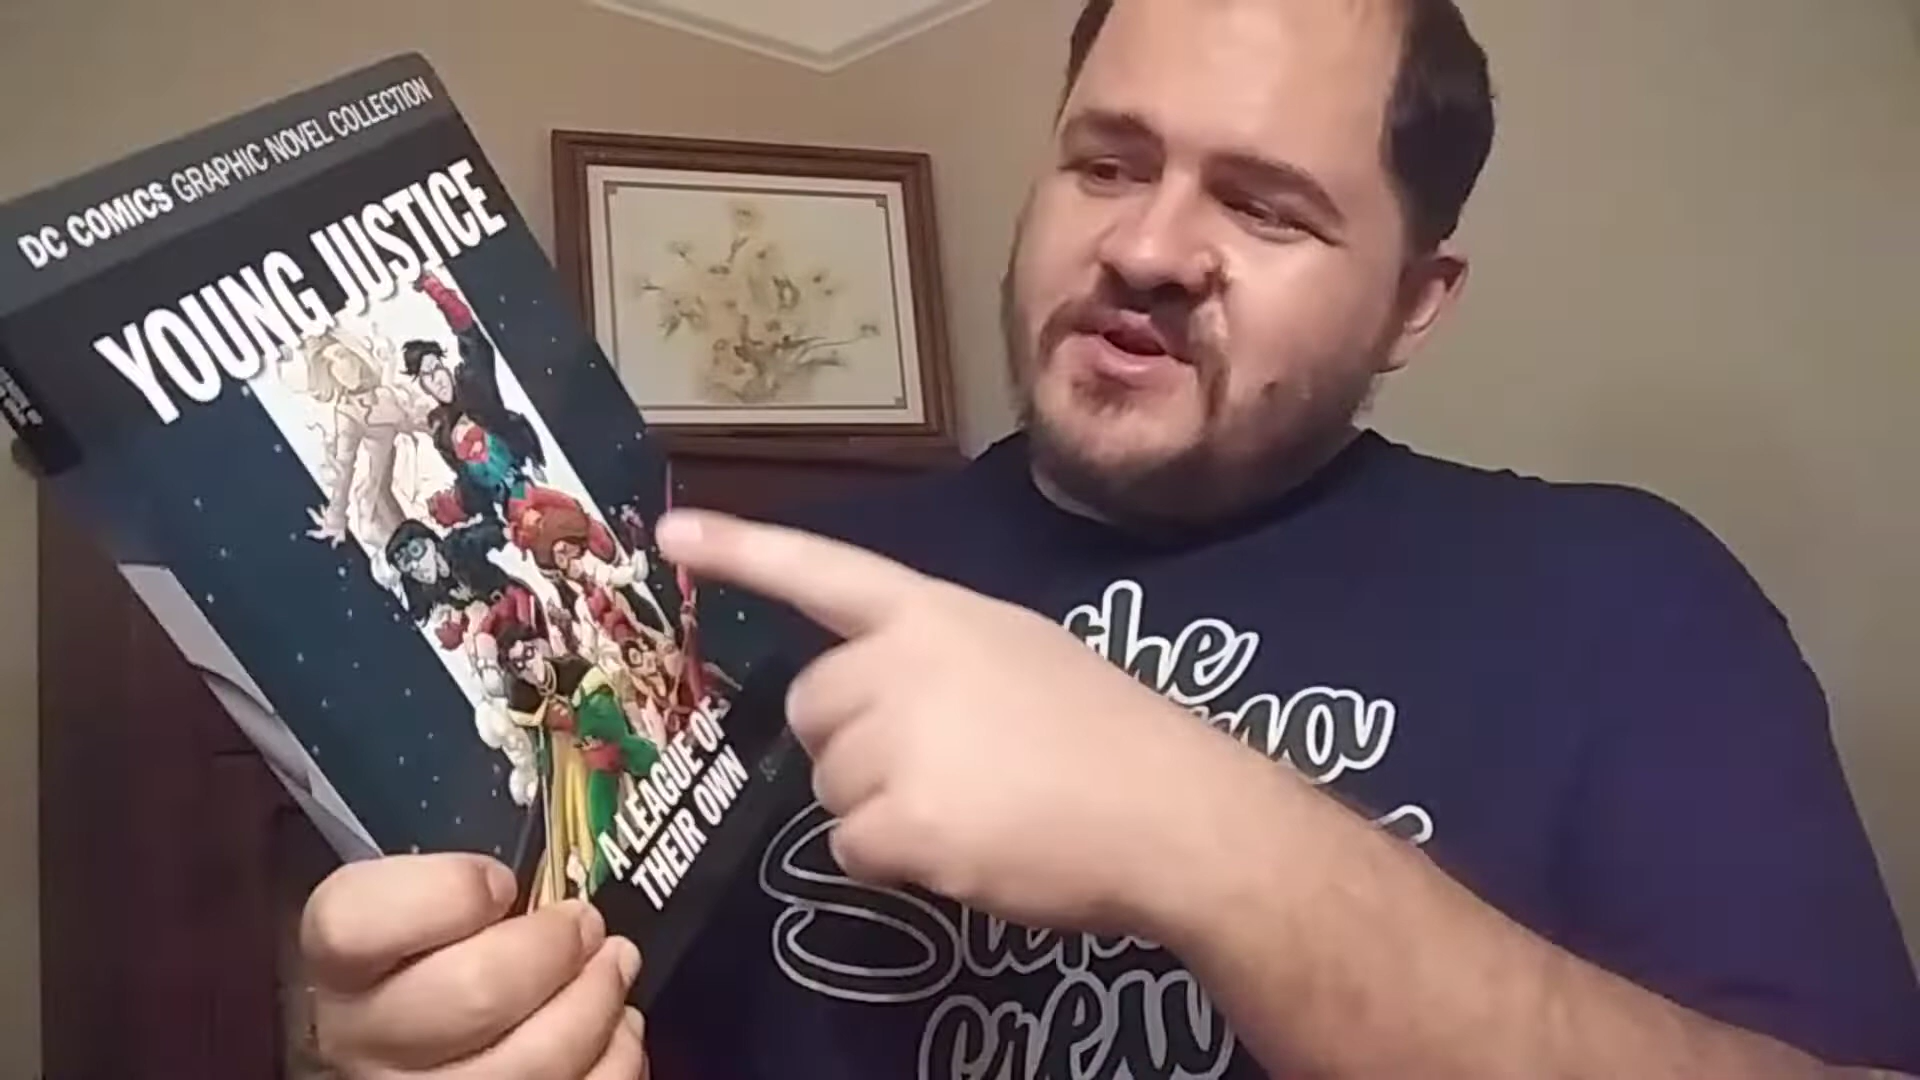 DC COMICS GRAPHIC NOVEL COLLECTION
YOUNG JUSTICE
A LEAGUE OF
THEIR OWN
the
crew